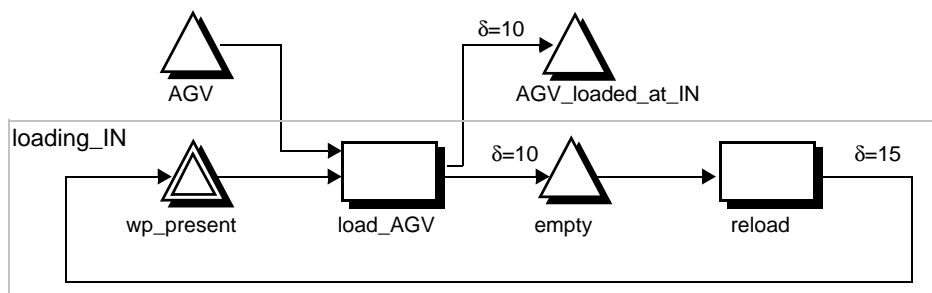 δ=10
AGV
AGV_loaded_at_IN
loading_IN
δ=10
δ=15
wp_present
load_AGV
empty
reload